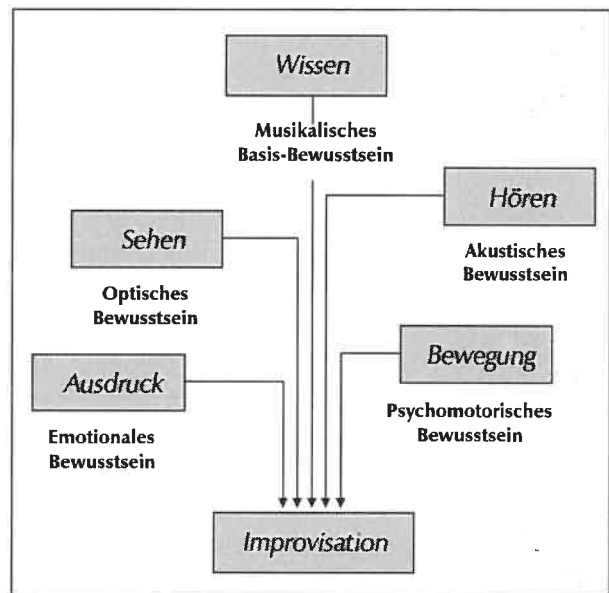 Wissen
Musikalisches
Basis-Bewusstsein
Hören
Akustisches
Bewusstsein
Sehen
Optisches
Bewusstsein
Bewegung
Psychomotorisches
Bewusstsein
Ausdruck
Emotionales
Bewusstsein
Improvisation